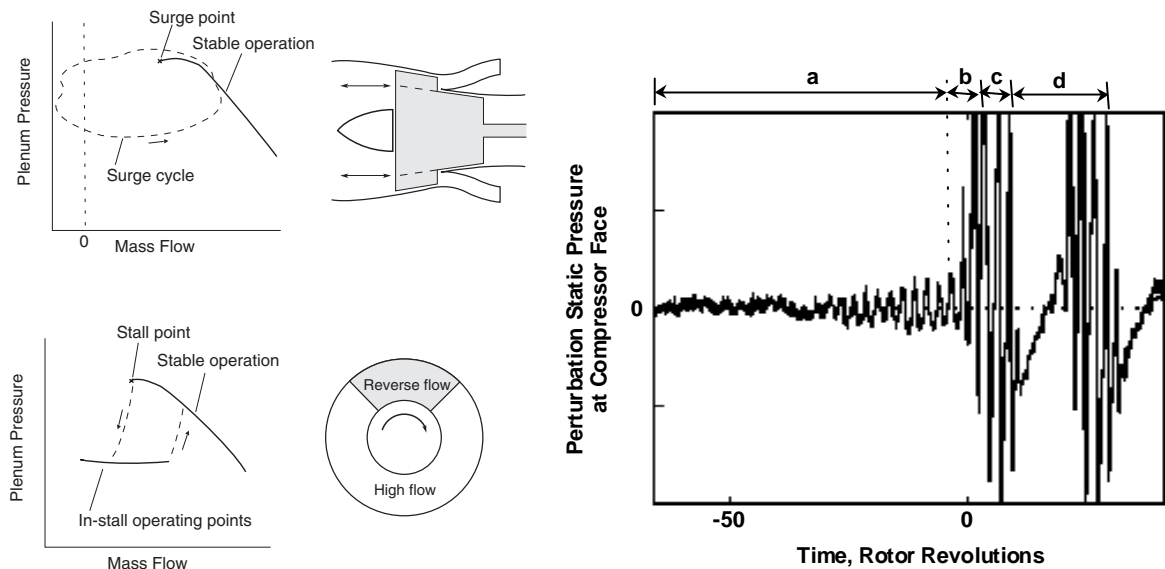 Surge point
Stable operation
Plenum Pressure
Surge cycle
0
Mass Flow
Stall point
Stable operation
Plenum Pressure
In-stall operating points
Mass Flow
Reverse flow
High flow
a
b
c
d
Perturbation Static Pressure
at Compressor Face
0
-50
0
Time, Rotor Revolutions